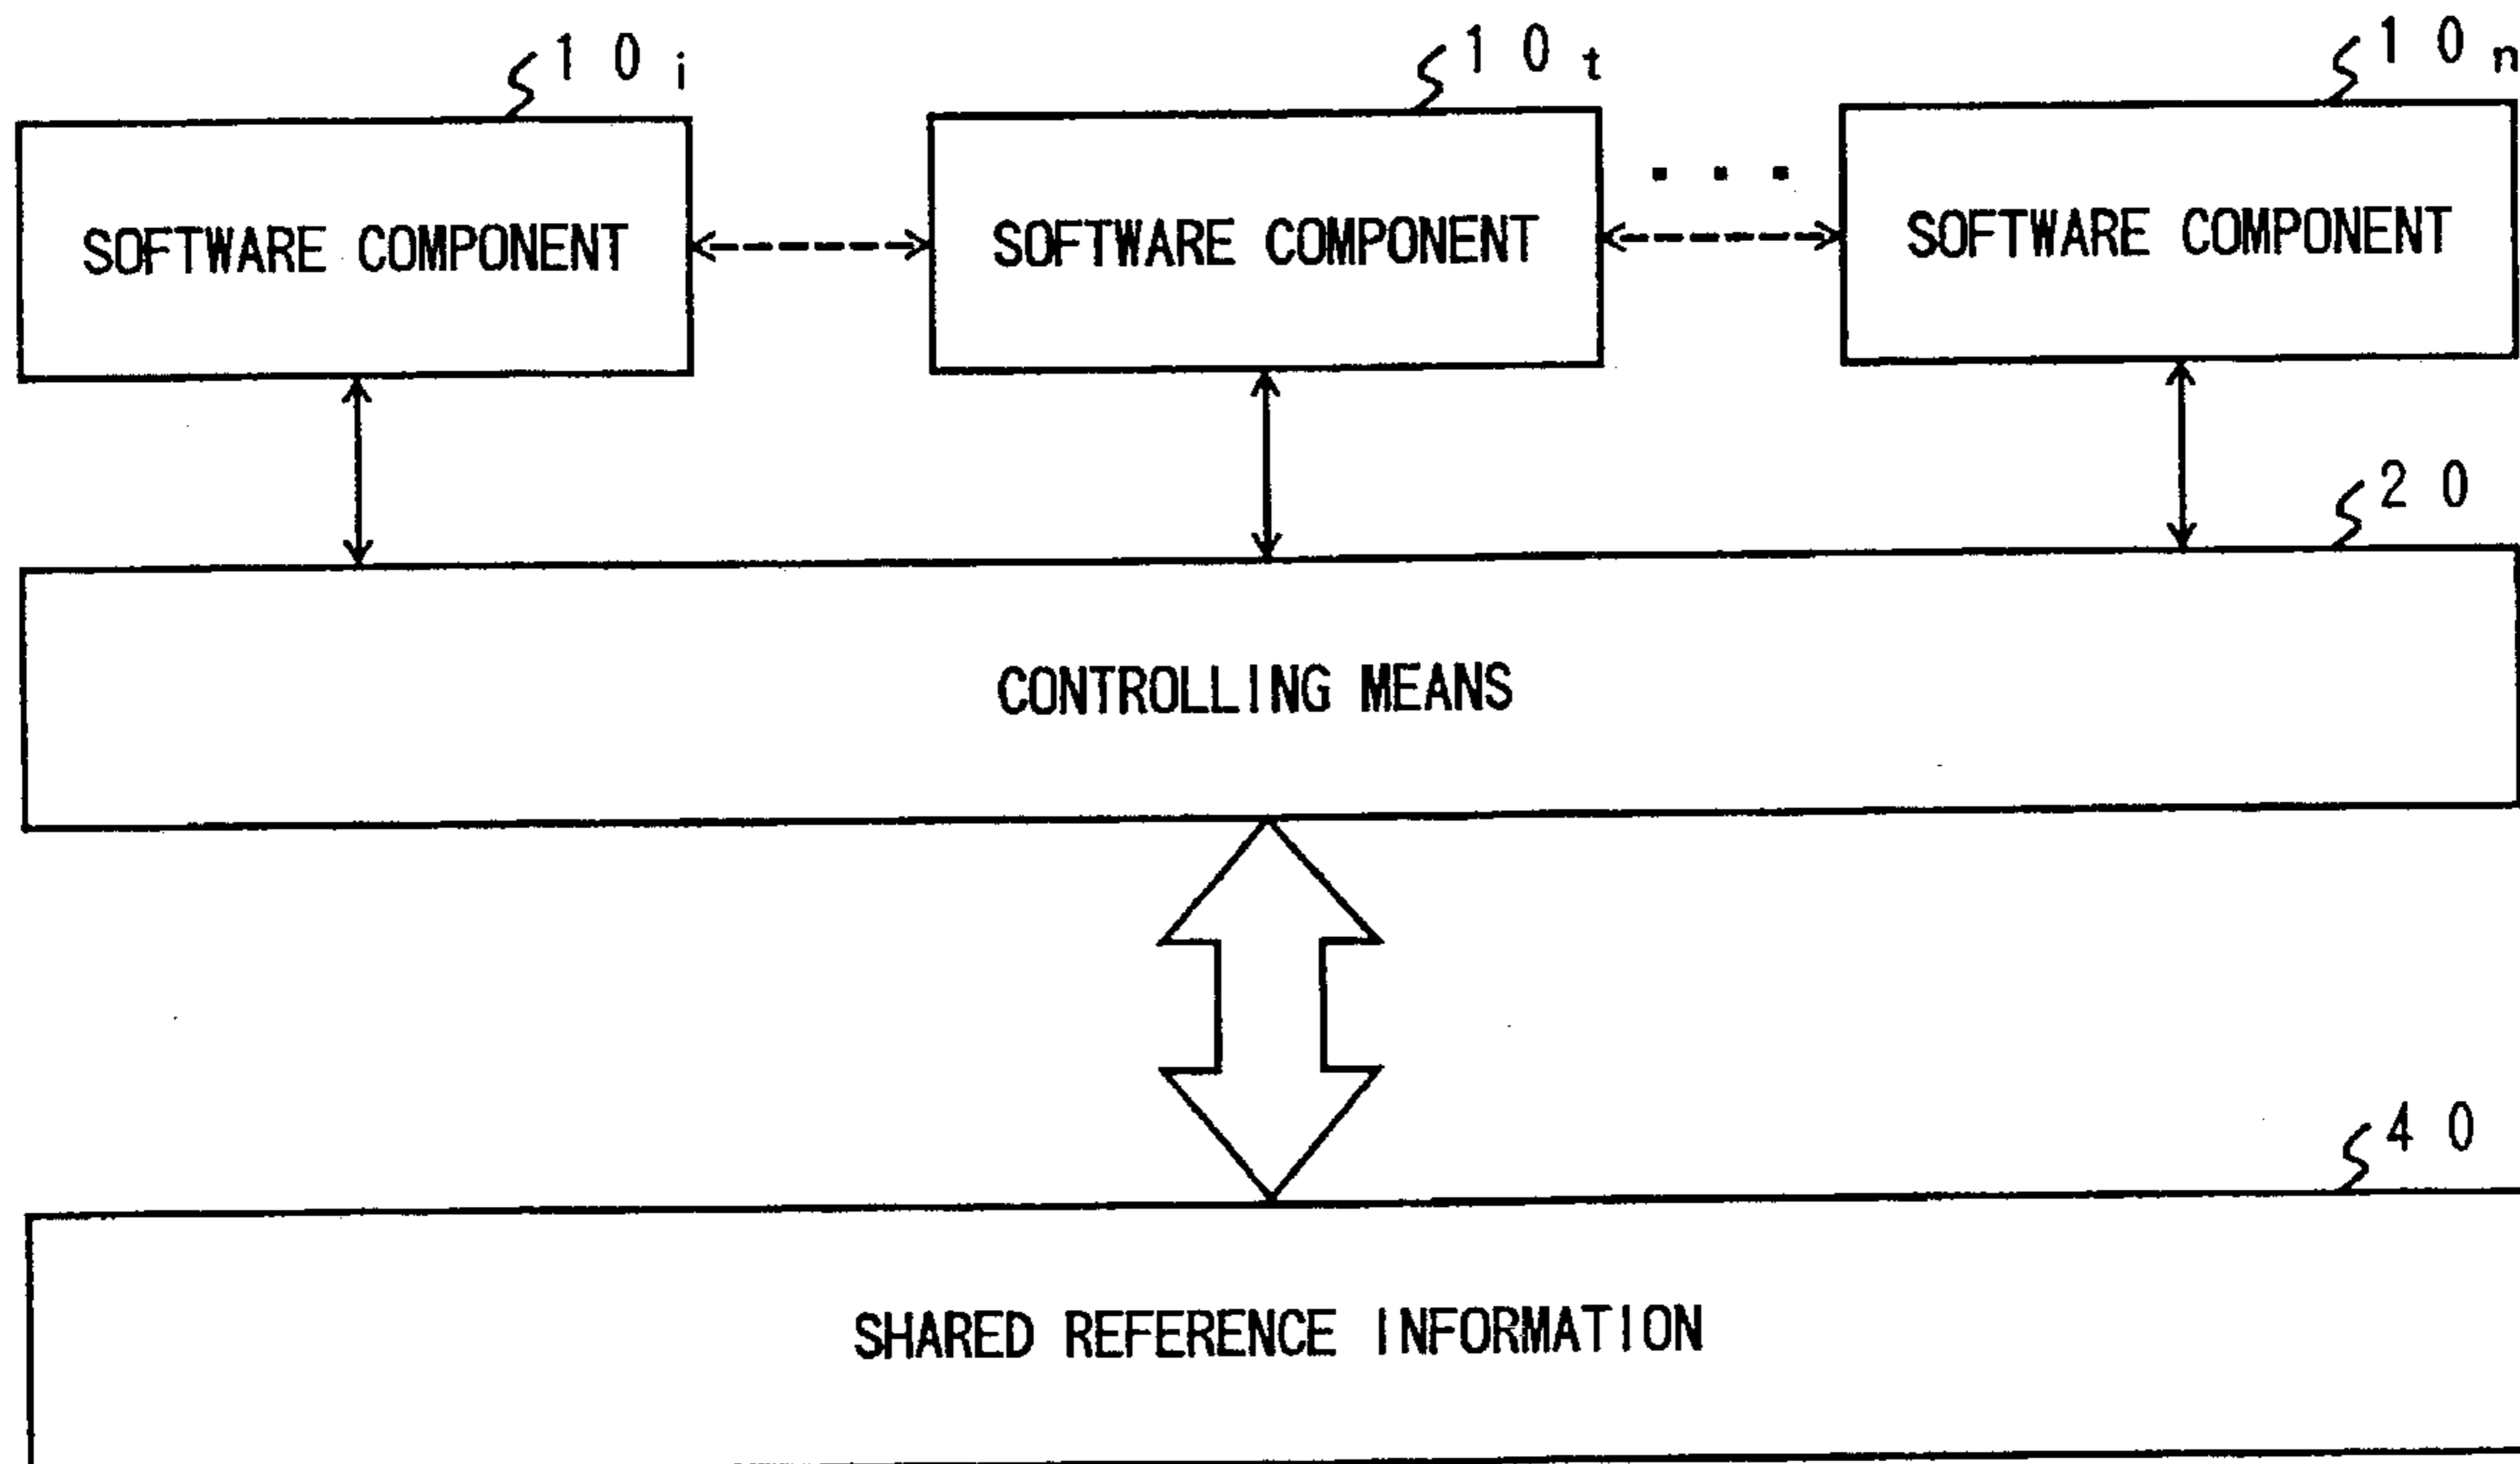 10i
10t
10n
SOFTWARE COMPONENT
SOFTWARE COMPONENT
SOFTWARE COMPONENT
20
CONTROLLING MEANS
40
SHARED REFERENCE INFORMATION